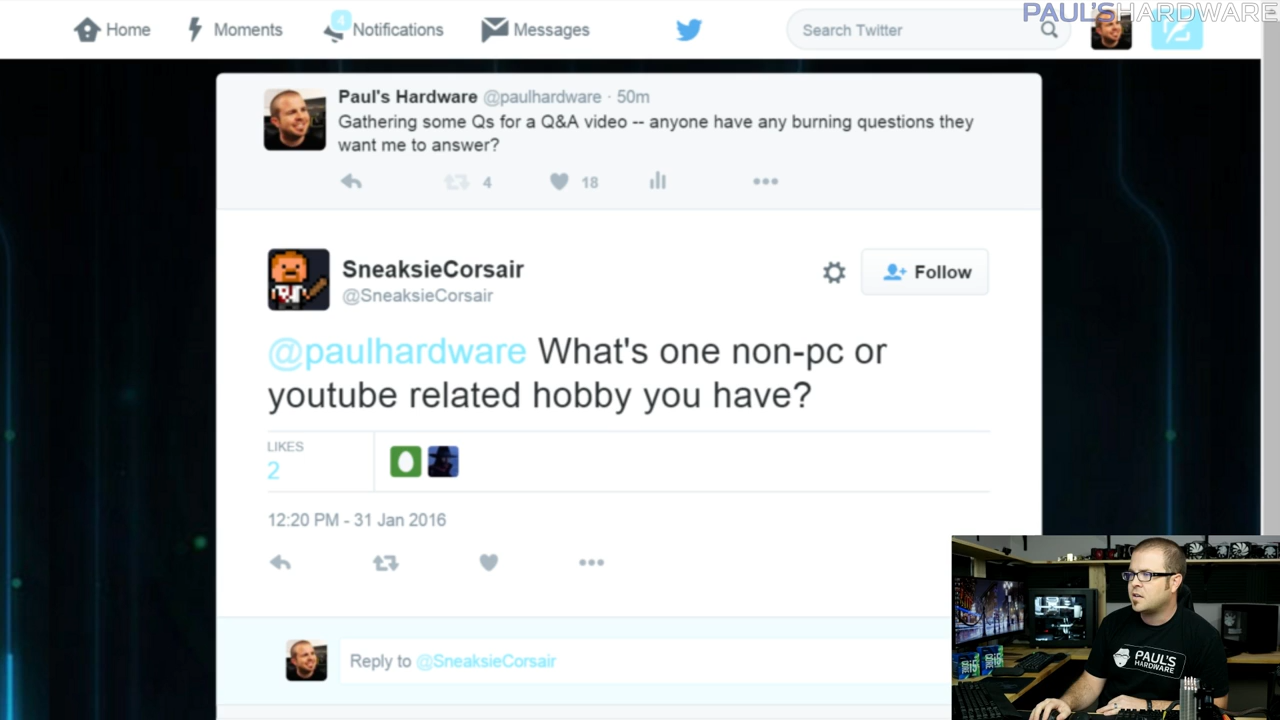 PAUL'SHARDWARE
Home
Moments
4
Notifications
Messages
Search Twitter
Paul's Hardware @paulhardware · 50m
Gathering some Qs for a Q&A video -- anyone have any burning questions they
want me to answer?
4
18
SneaksieCorsair
@SneaksieCorsair
Follow
@paulhardware What's one non-pc or
youtube related hobby you have?
LIKES
2
12:20 PM - 31 Jan 2016
Reply to @SneaksieCorsair
PAUL'S
HARDWARE